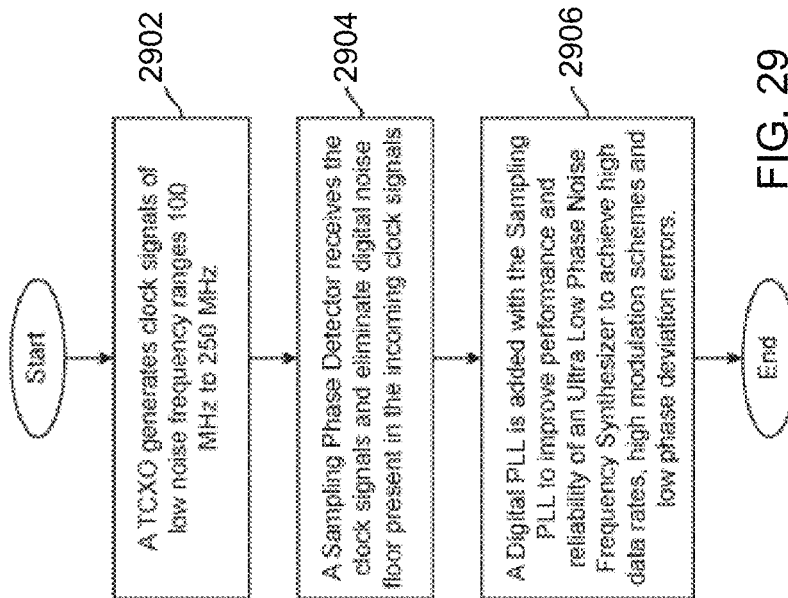 Start
A TCXO generates clock signals of
low noise frequency ranges 100
MHz to 250 MHz
2902
A Sampling Phase Detector receives the
clock signals and eliminate digital noise
floor present in the incoming clock signals
2904
A Digital PLL is added with the Sampling
PLL to improve performance and
reliability of an Ultra Low Phase Noise
Frequency Synthesizer to achieve high
data rates, high modulation schemes and
low phase deviation errors.
2906
End
FIG. 29